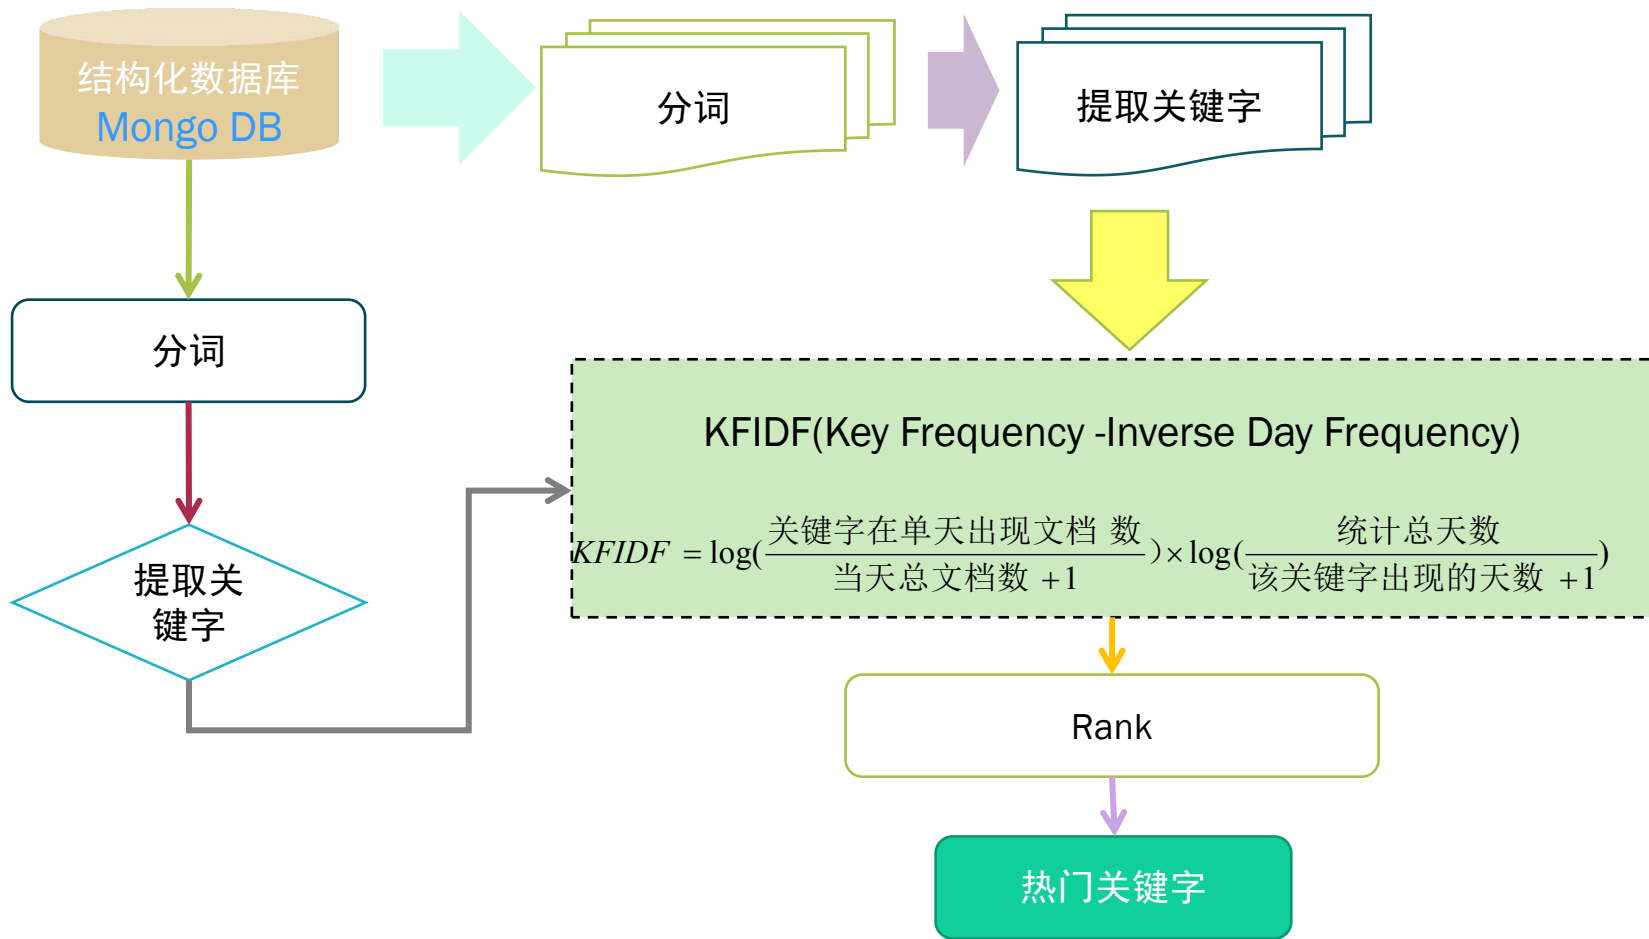 结构化数据库
Mongo DB
分词
提取关键字
分词
提取关
键字
KFIDF(Key Frequency -Inverse Day Frequency)
KFIDF = log(关键字在单天出现文档 数 / 当天总文档数 +1) × log(统计总天数 / 该关键字出现的天数 +1)
Rank
热门关键字